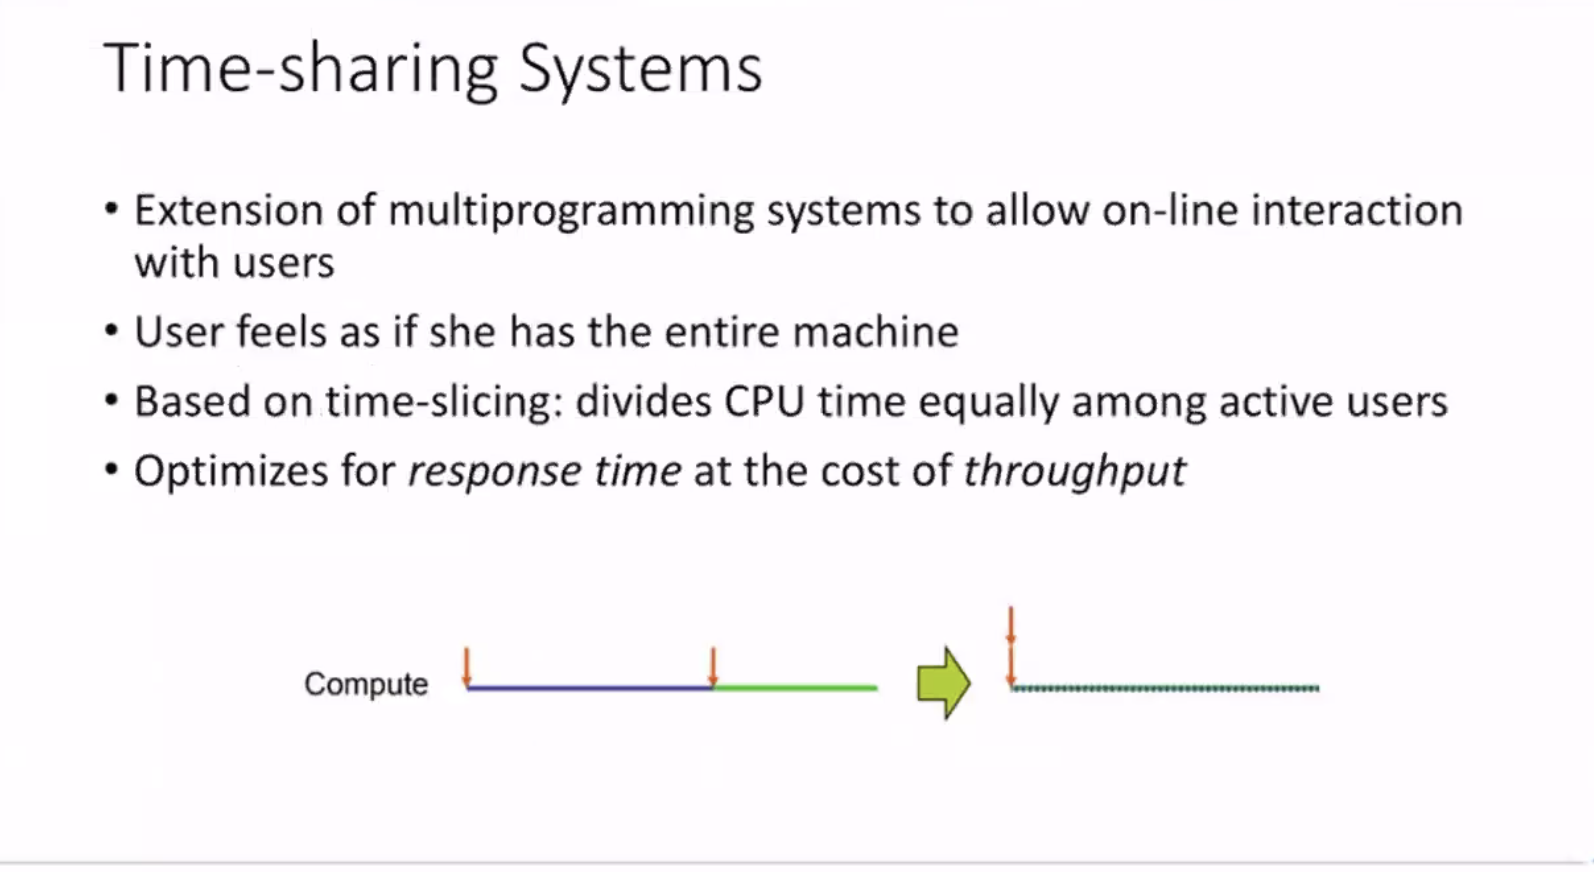 Time-sharing Systems
• Extension of multiprogramming systems to allow on-line interaction
with users
• User feels as if she has the entire machine
• Based on time-slicing: divides CPU time equally among active users
• Optimizes for response time at the cost of throughput
Compute